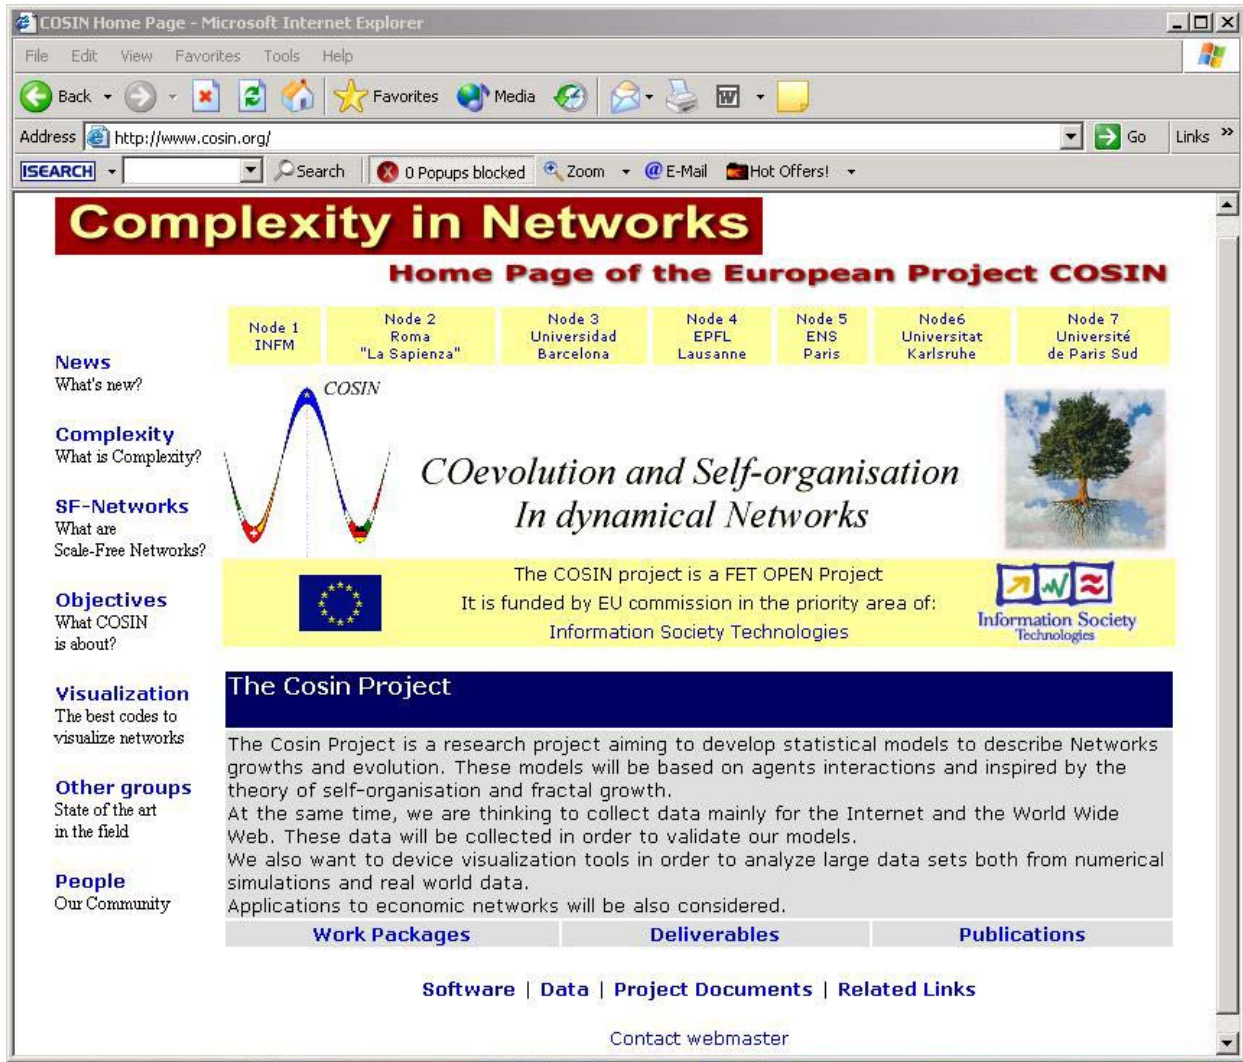 COSIN Home Page - Microsoft Internet Explorer
File Edit View Favorites Tools Help
Back Favorites Media
Address http://www.cosin.org/ Go Links »
ISEARCH Search 0 Popups blocked Zoom @ E-Mail Hot Offers!
Complexity in Networks
Home Page of the European Project COSIN
Node 1
INFM
Node 2
Roma
"La Sapienza"
Node 3
Universidad
Barcelona
Node 4
EPFL
Lausanne
Node 5
ENS
Paris
Node6
Universitat
Karlsruhe
Node 7
Université
de Paris Sud
News
What's new?
Complexity
What is Complexity?
SF-Networks
What are
Scale-Free Networks?
Objectives
What COSIN
is about?
Visualization
The best codes to
visualize networks
Other groups
State of the art
in the field
People
Our Community
COSIN
COevolution and Self-organisation
In dynamical Networks
The COSIN project is a FET OPEN Project
It is funded by EU commission in the priority area of:
Information Society Technologies
Information Society
Technologies
The Cosin Project
The Cosin Project is a research project aiming to develop statistical models to describe Networks
growths and evolution. These models will be based on agents interactions and inspired by the
theory of self-organisation and fractal growth.
At the same time, we are thinking to collect data mainly for the Internet and the World Wide
Web. These data will be collected in order to validate our models.
We also want to device visualization tools in order to analyze large data sets both from numerical
simulations and real world data.
Applications to economic networks will be also considered.
Work Packages Deliverables Publications
Software | Data | Project Documents | Related Links
Contact webmaster